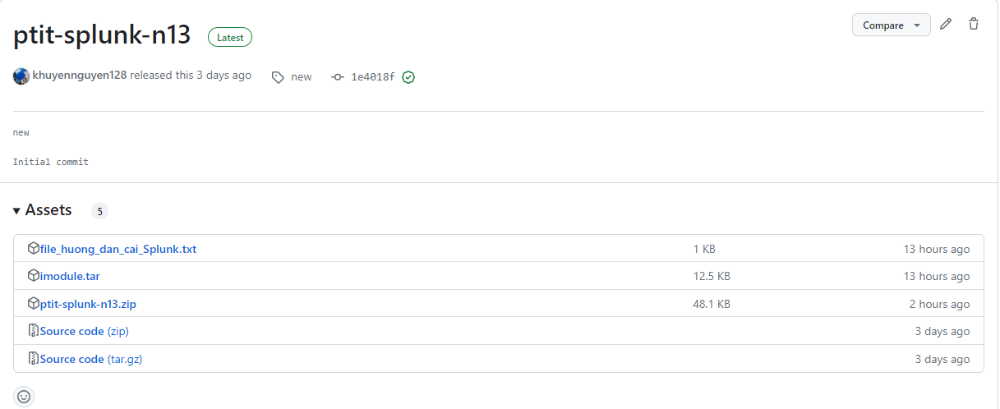 ptit-splunk-n13 Latest Compare
khuyennguyen128 released this 3 days ago new 1e4018f
new
Initial commit
Assets 5
file_huong_dan_cai_Splunk.txt 1 KB 13 hours ago
imodule.tar 12.5 KB 13 hours ago
ptit-splunk-n13.zip 48.1 KB 2 hours ago
Source code (zip) 3 days ago
Source code (tar.gz) 3 days ago